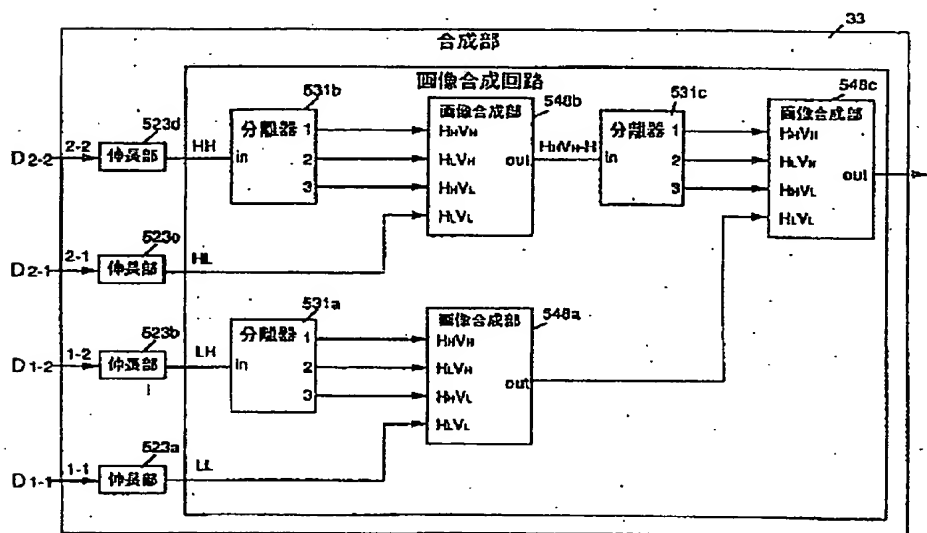 33
合成部
画像合成回路
531b
548b
531c
548c
523d
分離器
画像合成部
分離器
画像合成部
D2-2
2-2
伸長部
HH
in
1
2
3
HHVH
HLVH
HHVL
HLVL
out
HHVH-H
in
1
2
3
HHVH
HLVH
HHVL
HLVL
out
523c
D2-1
2-1
伸長部
HL
531a
548a
523b
分離器
画像合成部
D1-2
1-2
伸長部
LH
in
1
2
3
HHVH
HLVH
HHVL
HLVL
out
523a
D1-1
1-1
伸長部
LL